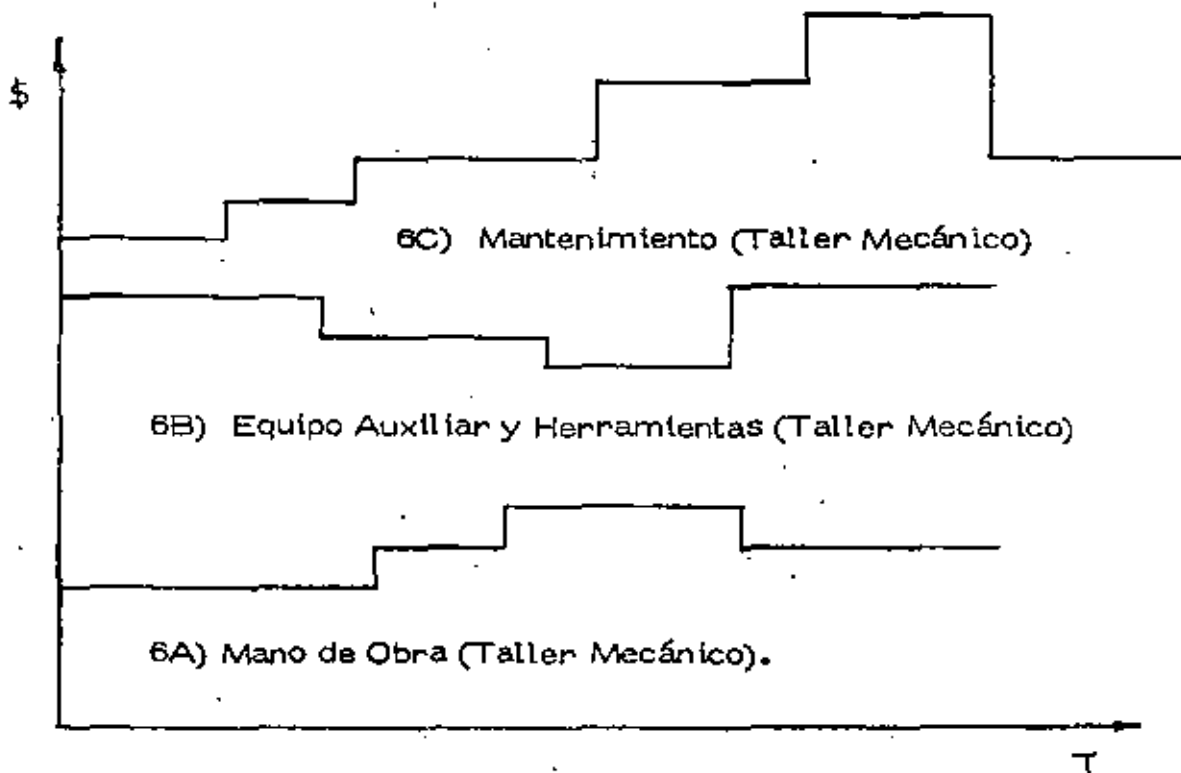 $
6C) Mantenimiento (Taller Mecánico)
6B) Equipo Auxiliar y Herramientas (Taller Mecánico)
6A) Mano de Obra (Taller Mecánico).
T